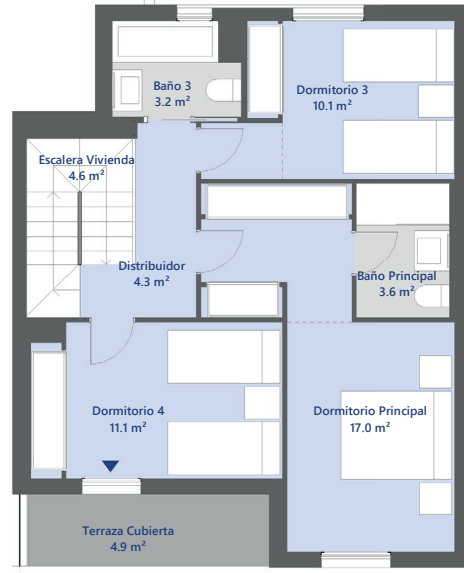 Baño 3
3.2 m²
Dormitorio 3
10.1 m²
Escalera Vivienda
4.6 m²
Distribuidor
4.3 m²
Baño Principal
3.6 m²
Dormitorio 4
11.1 m²
Dormitorio Principal
17.0 m²
Terraza Cubierta
4.9 m²